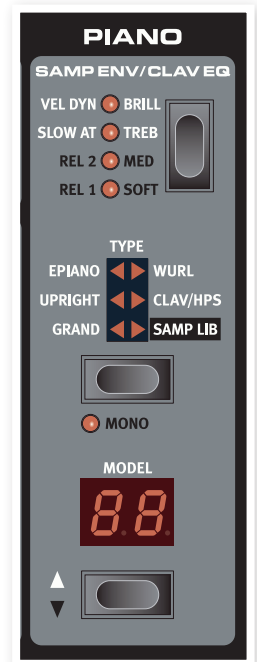 PIANO
SAMP ENV/CLAV EQ
VEL DYN BRILL
SLOW AT TREB
REL 2 MED
REL 1 SOFT
TYPE
EPIANO WURL
UPRIGHT CLAV/HPS
GRAND SAMP LIB
MONO
MODEL
88